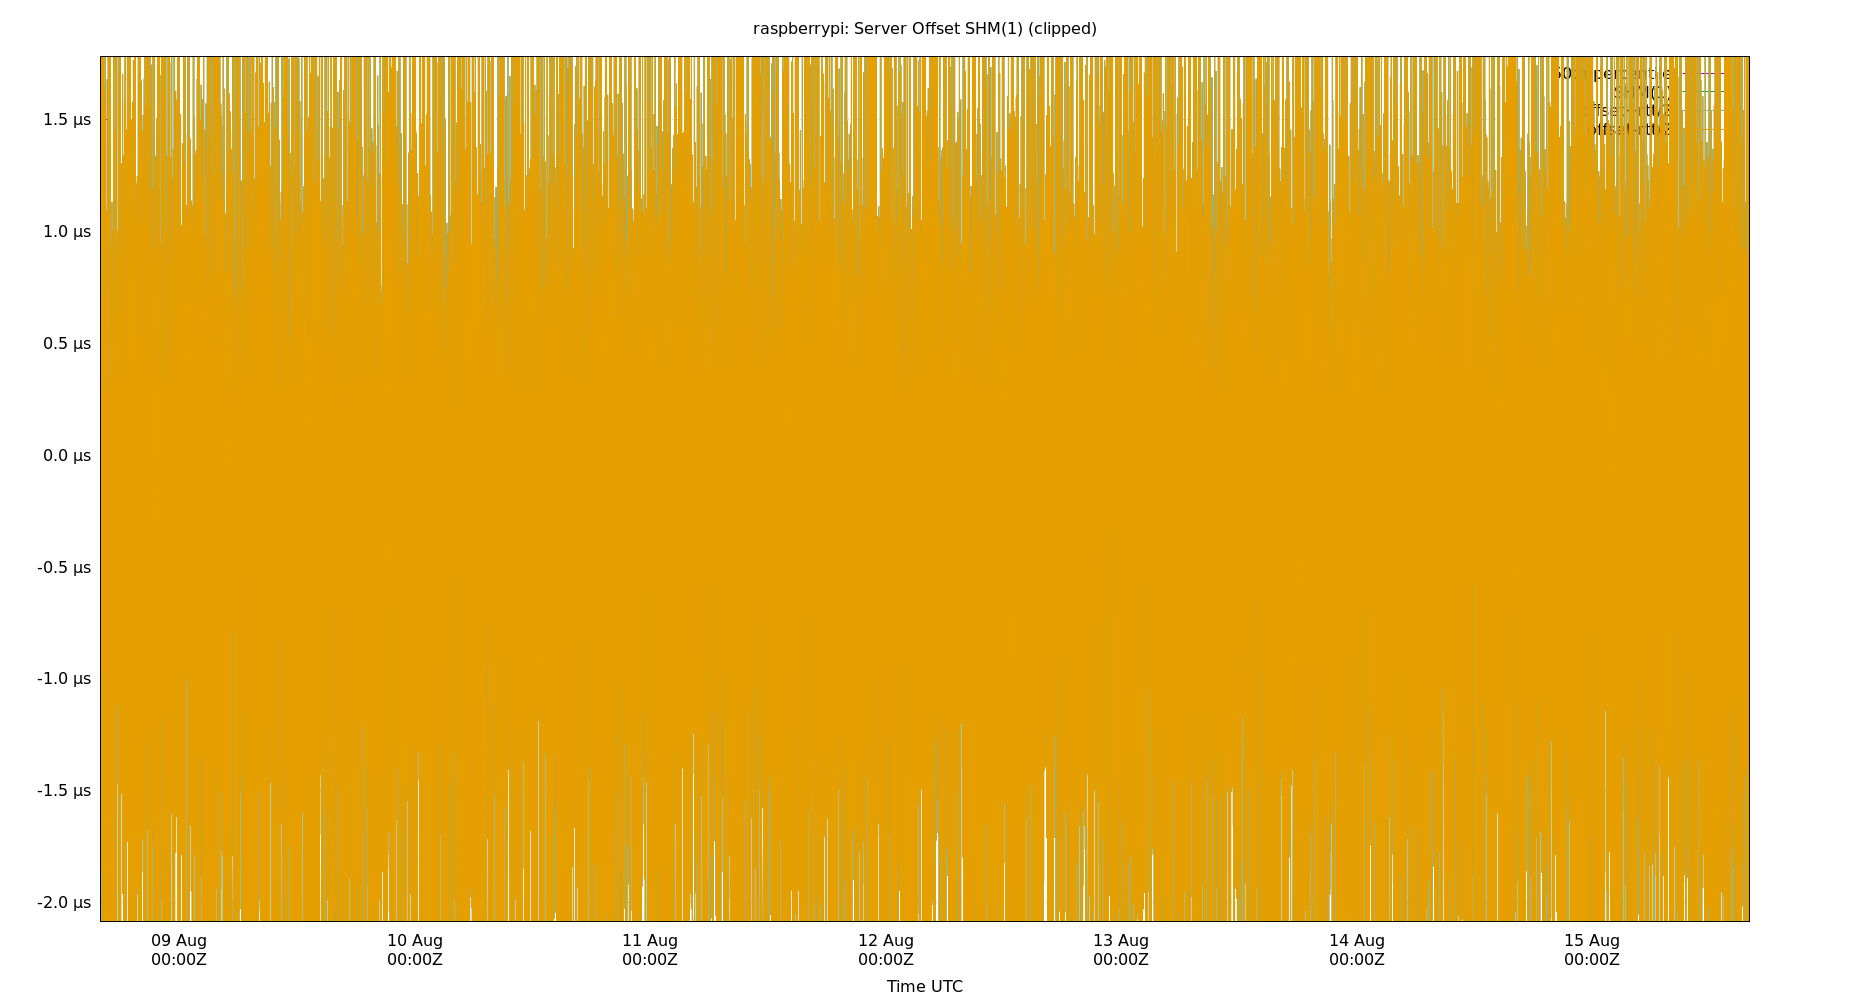 raspberrypi: Server Offset SHM(1) (clipped)
1.5 µs
1.0 µs
0.5 µs
0.0 µs
-0.5 µs
-1.0 µs
-1.5 µs
-2.0 µs
SHM(1)
09 Aug 10 Aug 11 Aug 12 Aug 13 Aug 14 Aug 15 Aug
00:00Z 00:00Z 00:00Z 00:00Z 00:00Z 00:00Z 00:00Z
Time UTC